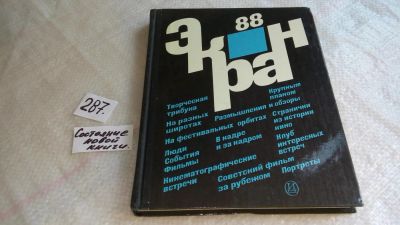 88
экран
Творческая
трибуна
На разных
широтах
Крупным
планом
Размышления
и обзоры
На фестивальных орбитах
Люди
События
Фильмы
В кадре
и за кадром
Странички
из истории
кино
Клуб
интересных
встреч
Кинематографические
встречи
Советский фильм
за рубежом
Портреты
287.
Состояние
новой
книги.